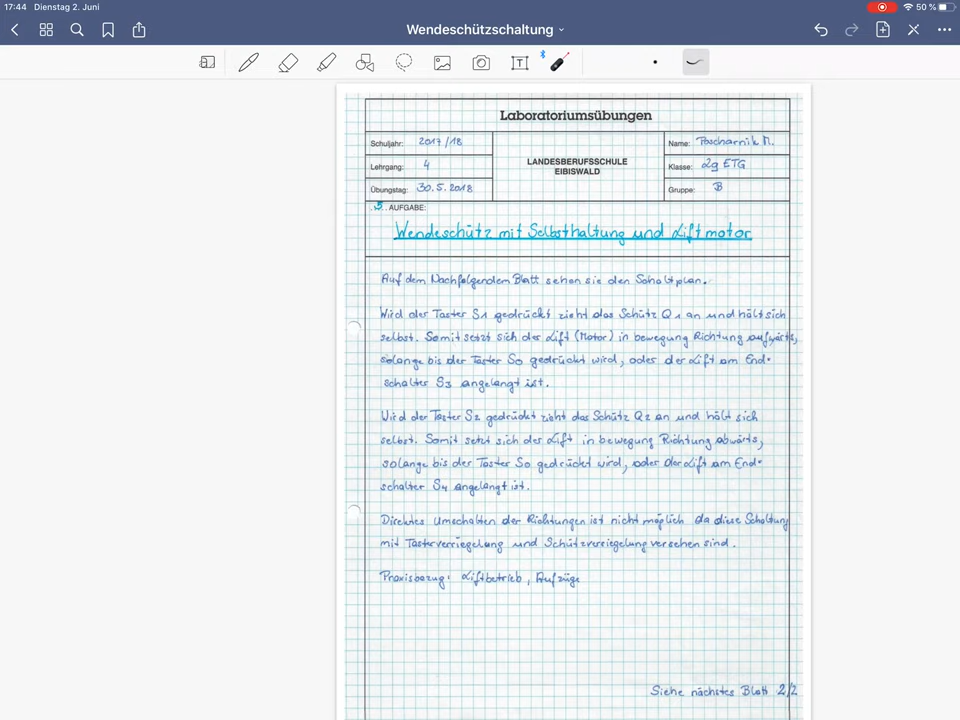 17:44 Dienstag 2. Juni
50 %
Wendeschützschaltung
Laboratoriumsübungen
Schuljahr: 2017/18
Lehrgang: 4
Übungstag: 30.5.2018
LANDESBERUFSSCHULE
EIBISWALD
Name: Poscharnik M.
Klasse: 2g ETG
Gruppe: B
5. AUFGABE:
Wendeschütz mit Selbsthaltung und Liftmotor
Auf dem Nachfolgendem Blatt sehen sie den Schaltplan.
Wird der Taster S1 gedrückt zieht das Schütz Q1 an und hält sich
selbst. Somit setzt sich der Lift (Motor) in bewegung Richtung aufwärts,
solange bis der Taster S0 gedrückt wird, oder der Lift am End-
schalter S3 angelangt ist.
Wird der Taster S2 gedrückt zieht das Schütz Q2 an und hält sich
selbst. Somit setzt sich der Lift in bewegung Richtung abwärts,
solange bis der Taster S0 gedrückt wird, oder der Lift am End-
schalter S4 angelangt ist.
Direktes Umschalten der Richtungen ist nicht möglich da diese Schaltung
mit Tasterverriegelung und Schützverriegelung versehen sind.
Praxisbezug: Liftbetrieb, Aufzüge
Siehe nächstes Blatt 2/2